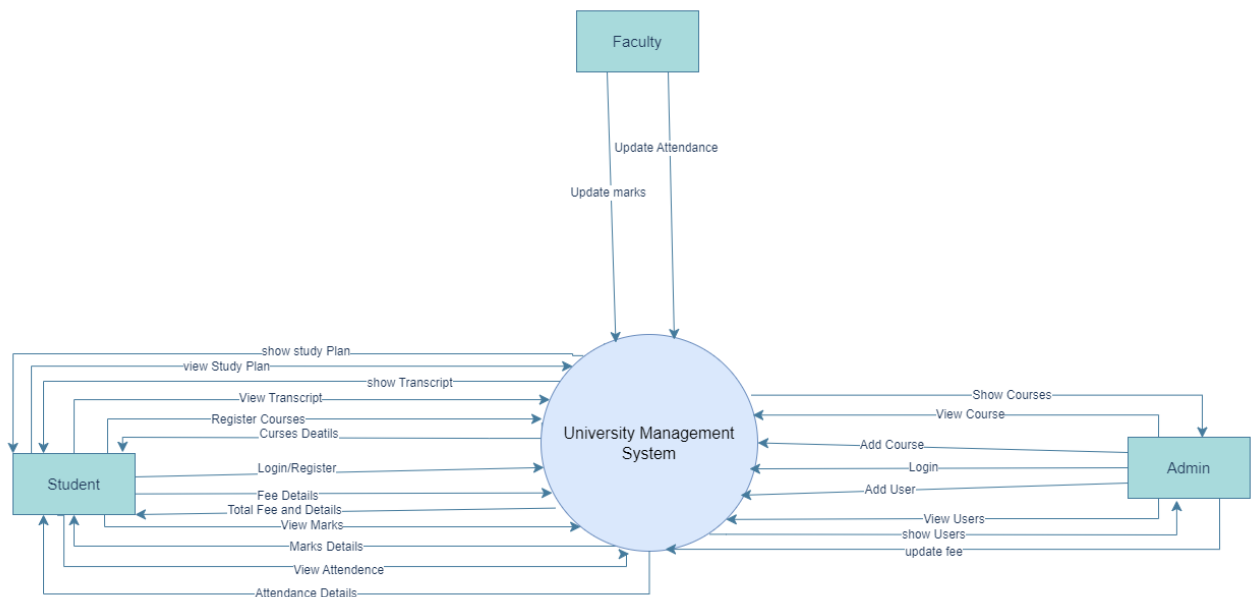 Faculty
Update Attendance
Update marks
show study Plan
view Study Plan
show Transcript
View Transcript
Register Courses
Curses Deatils
Login/Register
Fee Details
Total Fee and Details
View Marks
Marks Details
View Attendence
Attendance Details
Student
University Management
System
Show Courses
View Course
Add Course
Login
Add User
View Users
show Users
update fee
Admin